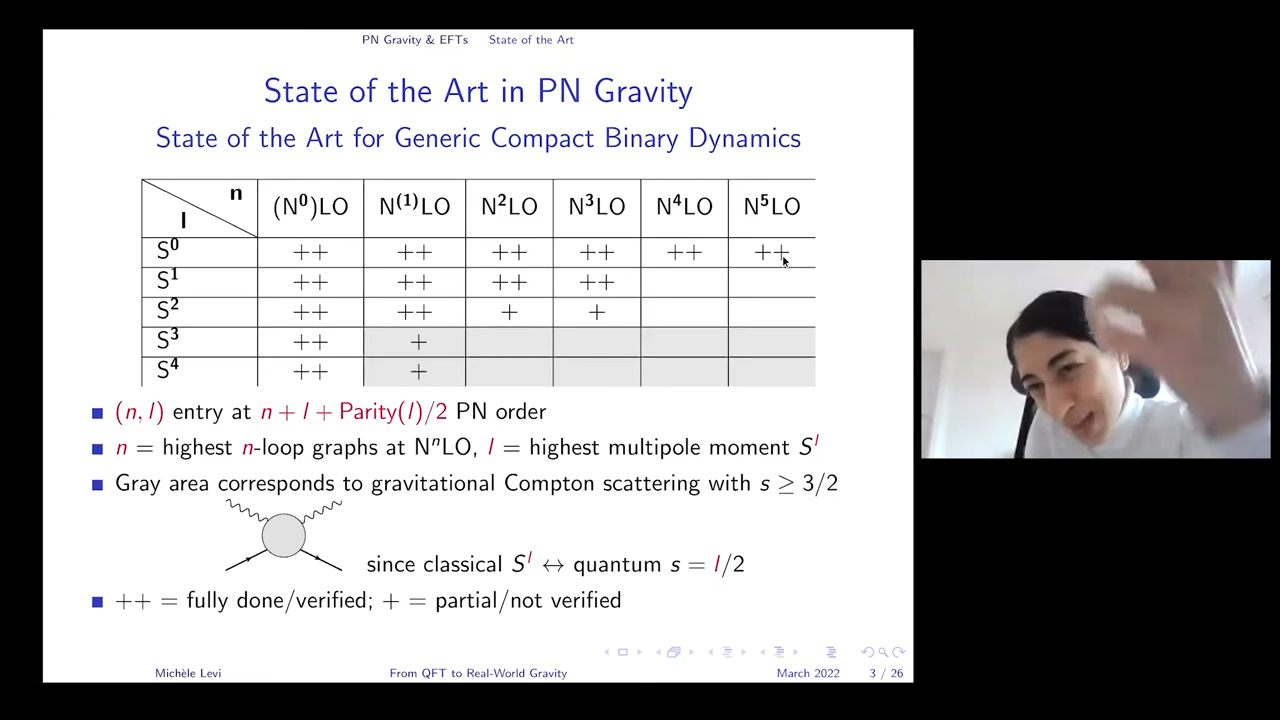 PN Gravity & EFTs State of the Art
State of the Art in PN Gravity
State of the Art for Generic Compact Binary Dynamics
n
l
(N⁰)LO N⁽¹⁾LO N²LO N³LO N⁴LO N⁵LO
S⁰ ++ ++ ++ ++ ++ ++
S¹ ++ ++ ++ ++
S² ++ ++ + +
S³ ++ +
S⁴ ++ +
(n, l) entry at n + l + Parity(l)/2 PN order
n = highest n-loop graphs at NⁿLO, l = highest multipole moment Sˡ
Gray area corresponds to gravitational Compton scattering with s ≥ 3/2
since classical Sˡ ↔ quantum s = l/2
++ = fully done/verified; + = partial/not verified
Michèle Levi From QFT to Real-World Gravity March 2022 3 / 26